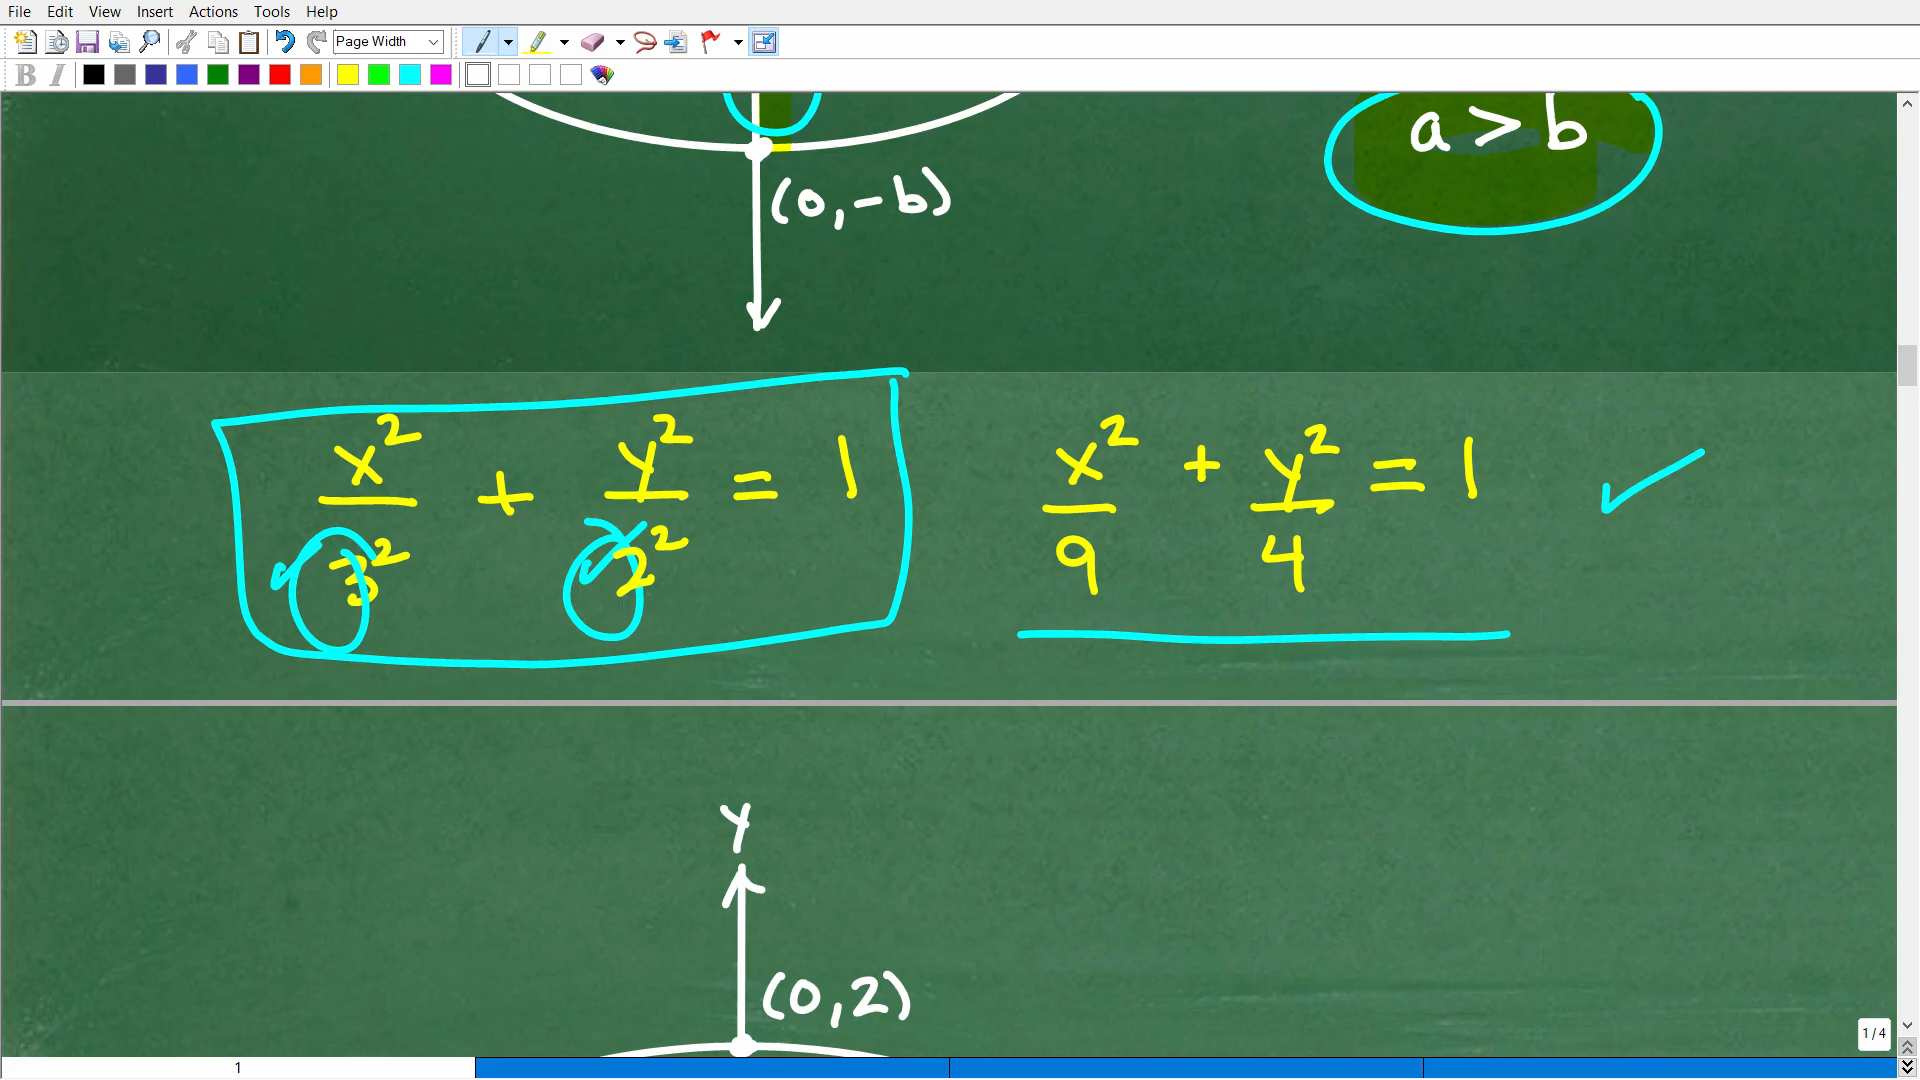 File Edit View Insert Actions Tools Help
Page Width
B I
a > b
(0, -b)
x² / 3² + y² / 2² = 1
x² / 9 + y² / 4 = 1
Y
(0, 2)
1 / 4
1